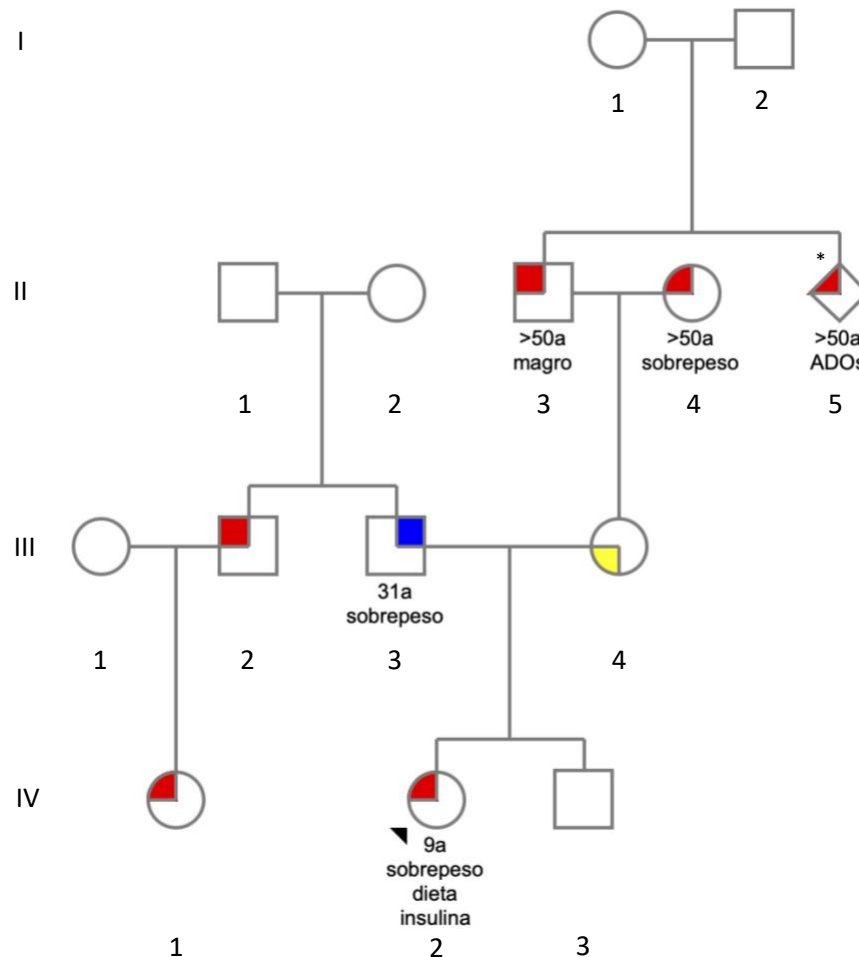 I
1 2
II
*
>50a >50a >50a
magro sobrepeso ADOs
1 2 3 4 5
III
31a
sobrepeso
1 2 3 4
IV
9a
sobrepeso
dieta
insulina
1 2 3